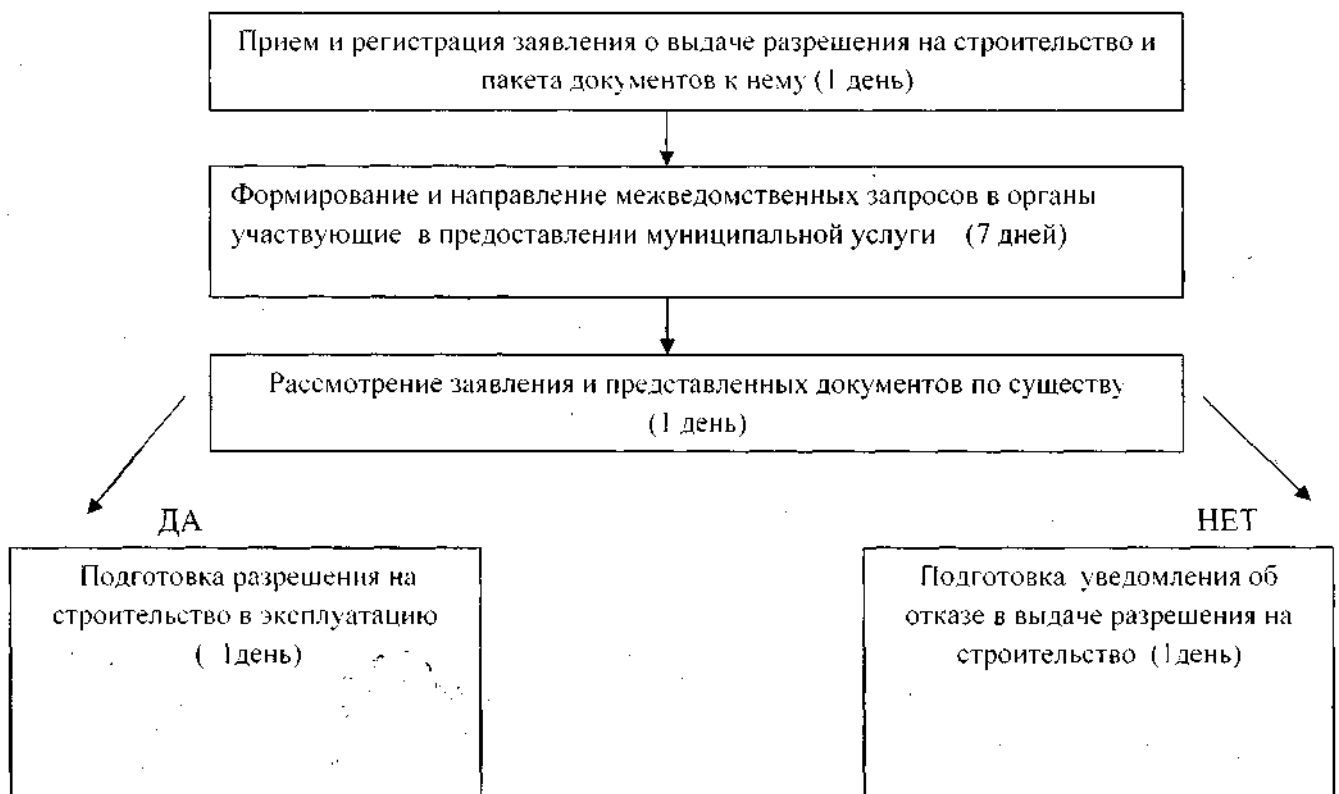 Прием и регистрация заявления о выдаче разрешения на строительство и
пакета документов к нему (1 день)
Формирование и направление межведомственных запросов в органы
участвующие в предоставлении муниципальной услуги (7 дней)
Рассмотрение заявления и представленных документов по существу
(1 день)
ДА
НЕТ
Подготовка разрешения на
строительство в эксплуатацию
( 1день)
Подготовка уведомления об
отказе в выдаче разрешения на
строительство (1день)